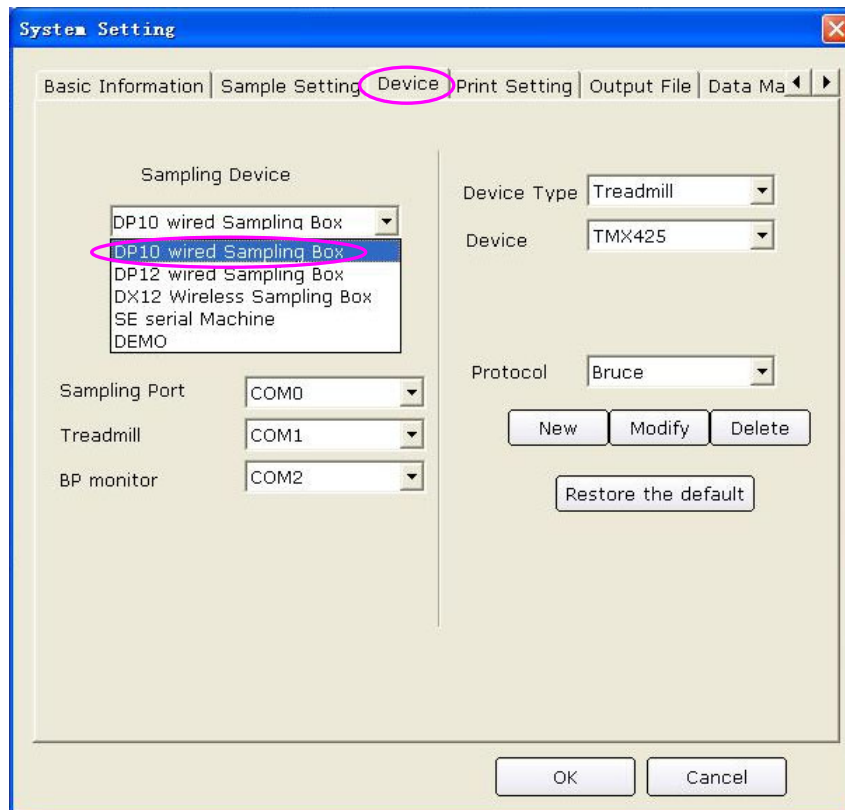 System Setting
Basic Information Sample Setting Device Print Setting Output File Data Ma
Sampling Device
DP10 wired Sampling Box
DP10 wired Sampling Box
DP12 wired Sampling Box
DX12 Wireless Sampling Box
SE serial Machine
DEMO
Sampling Port COM0
Treadmill COM1
BP monitor COM2
Device Type Treadmill
Device TMX425
Protocol Bruce
New Modify Delete
Restore the default
OK Cancel